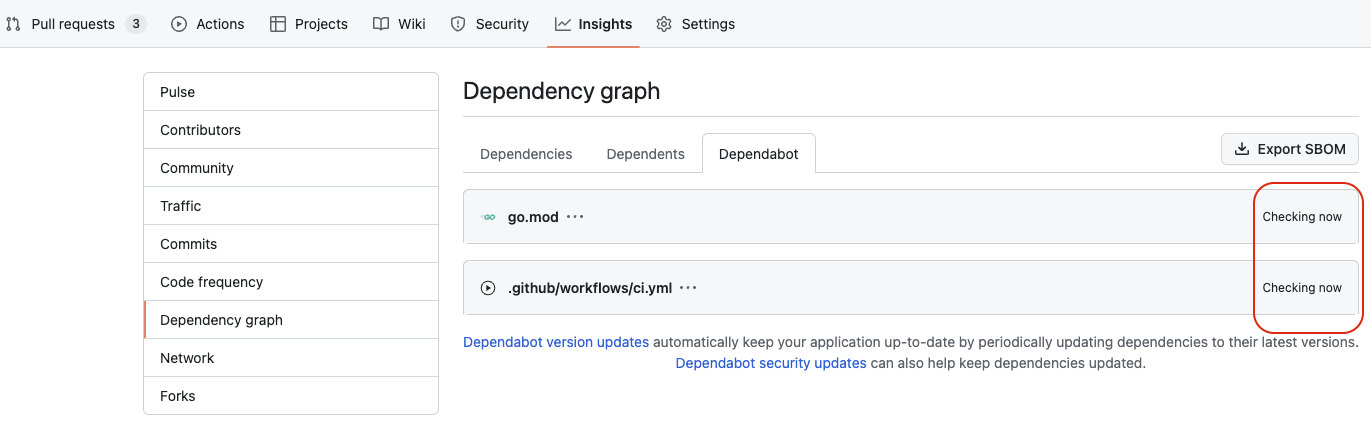 Pull requests 3 Actions Projects Wiki Security Insights Settings
Pulse
Contributors
Community
Traffic
Commits
Code frequency
Dependency graph
Network
Forks
Dependency graph
Dependencies Dependents Dependabot Export SBOM
GO go.mod ··· Checking now
.github/workflows/ci.yml ··· Checking now
Dependabot version updates automatically keep your application up-to-date by periodically updating dependencies to their latest versions.
Dependabot security updates can also help keep dependencies updated.